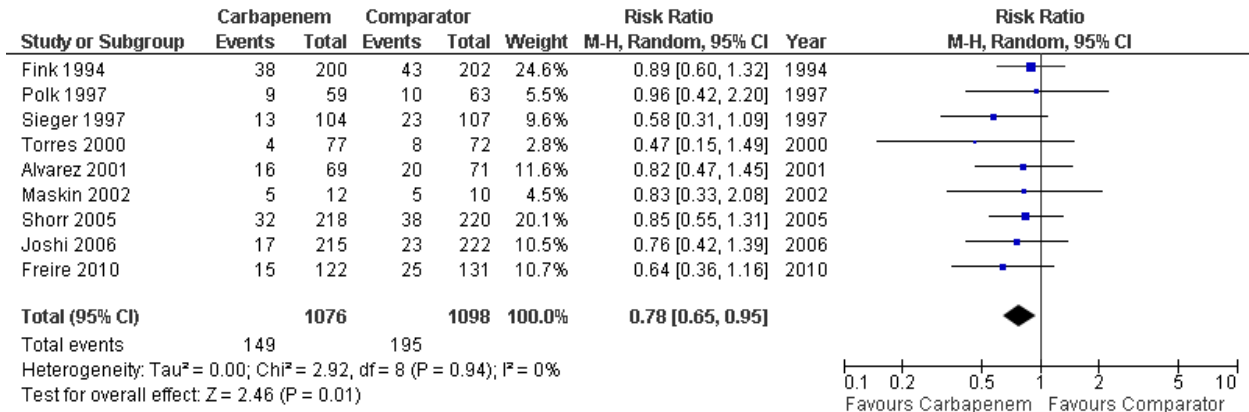 Carbapenem Comparator Risk Ratio Risk Ratio
Study or Subgroup Events Total Events Total Weight M-H, Random, 95% CI Year M-H, Random, 95% CI
Fink 1994 38 200 43 202 24.6% 0.89 [0.60, 1.32] 1994
Polk 1997 9 59 10 63 5.5% 0.96 [0.42, 2.20] 1997
Sieger 1997 13 104 23 107 9.6% 0.58 [0.31, 1.09] 1997
Torres 2000 4 77 8 72 2.8% 0.47 [0.15, 1.49] 2000
Alvarez 2001 16 69 20 71 11.6% 0.82 [0.47, 1.45] 2001
Maskin 2002 5 12 5 10 4.5% 0.83 [0.33, 2.08] 2002
Shorr 2005 32 218 38 220 20.1% 0.85 [0.55, 1.31] 2005
Joshi 2006 17 215 23 222 10.5% 0.76 [0.42, 1.39] 2006
Freire 2010 15 122 25 131 10.7% 0.64 [0.36, 1.16] 2010
Total (95% CI) 1076 1098 100.0% 0.78 [0.65, 0.95]
Total events 149 195
Heterogeneity: Tau² = 0.00; Chi² = 2.92, df = 8 (P = 0.94); I² = 0%
Test for overall effect: Z = 2.46 (P = 0.01)
0.1 0.2 0.5 1 2 5 10
Favours Carbapenem Favours Comparator